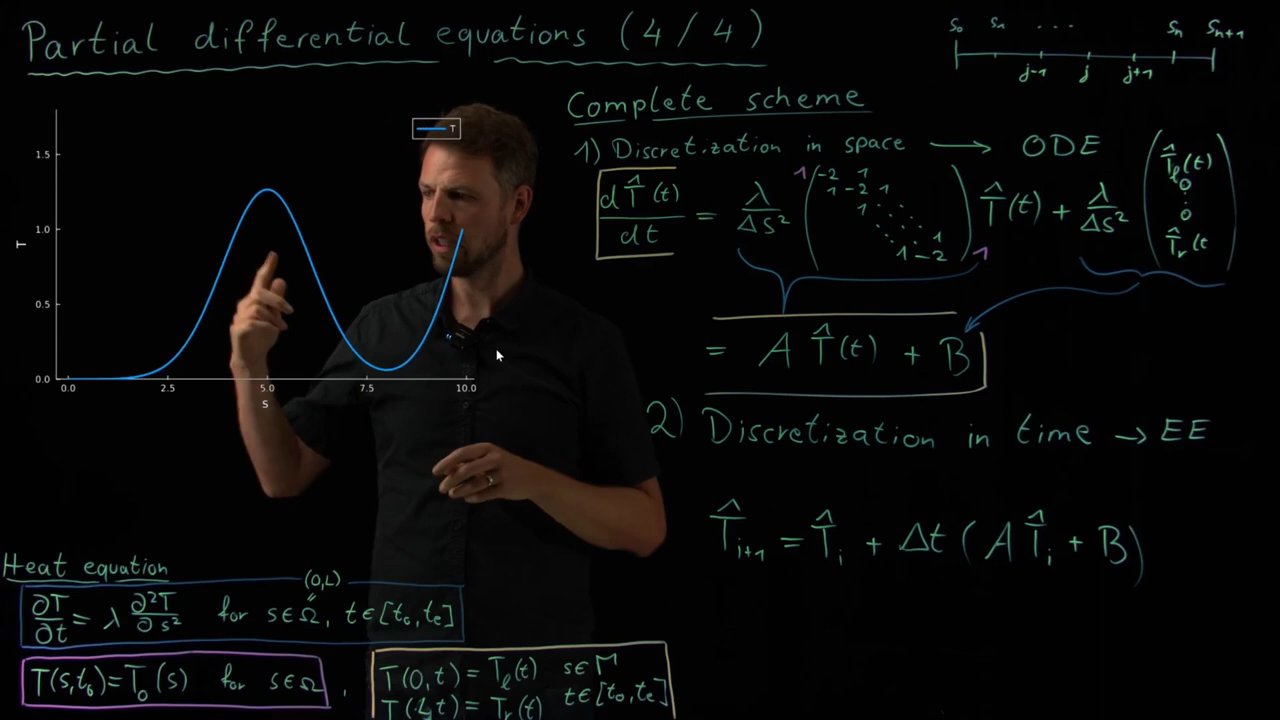 Partial differential equations (4/4)
s₀ s₁ ... sₙ sₙ₊₁
j-1 j j+1
T
1.5
1.0
0.5
0.0
T
0.0 2.5 5.0 7.5 10.0
s
Complete scheme
1) Discretization in space → ODE
dT̂(t)/dt = λ/Δs² (-2 1 1 -2 1 1 ⋱ ⋱ 1 1 -2) T̂(t) + λ/Δs² (T̂ₗ(t) 0 ⋮ 0 T̂ᵣ(t
1 1
= A T̂(t) + B
2) Discretization in time → EE
T̂ᵢ₊₁ = T̂ᵢ + Δt (A T̂ᵢ + B)
Heat equation
(0,L)
∂T/∂t = λ ∂²T/∂s² for s∈Ω, t∈[t₀,tₑ]
T(s,t₀)=T₀(s) for s∈Ω ,
T(0,t) = Tₗ(t) s∈Γ
T(L,t) = Tᵣ(t) t∈[t₀,tₑ]